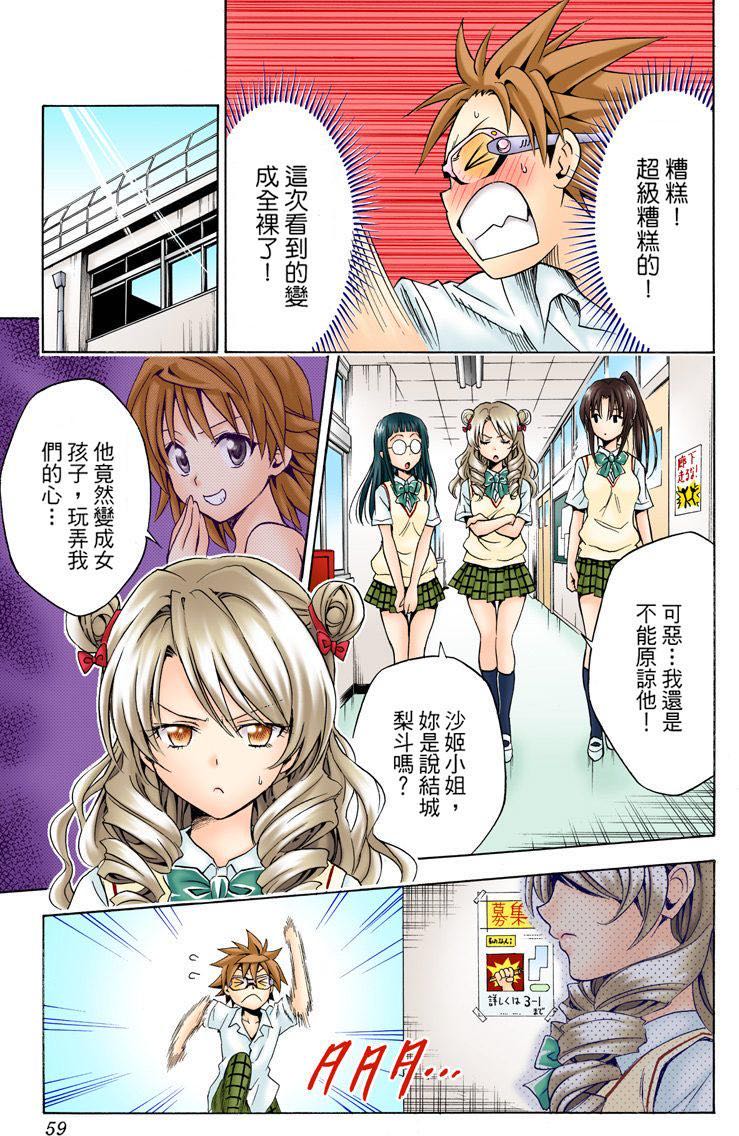 糟糕！
超級糟糕的！
這次看到的變
成全裸了！
廊下
走るな！
可惡…我還是
不能原諒他！
沙姬小姐，
妳是說結城
梨斗嗎？
他竟然變成女
孩子，玩弄我
們的心…
募集
詳しくは 3-1
まで
59